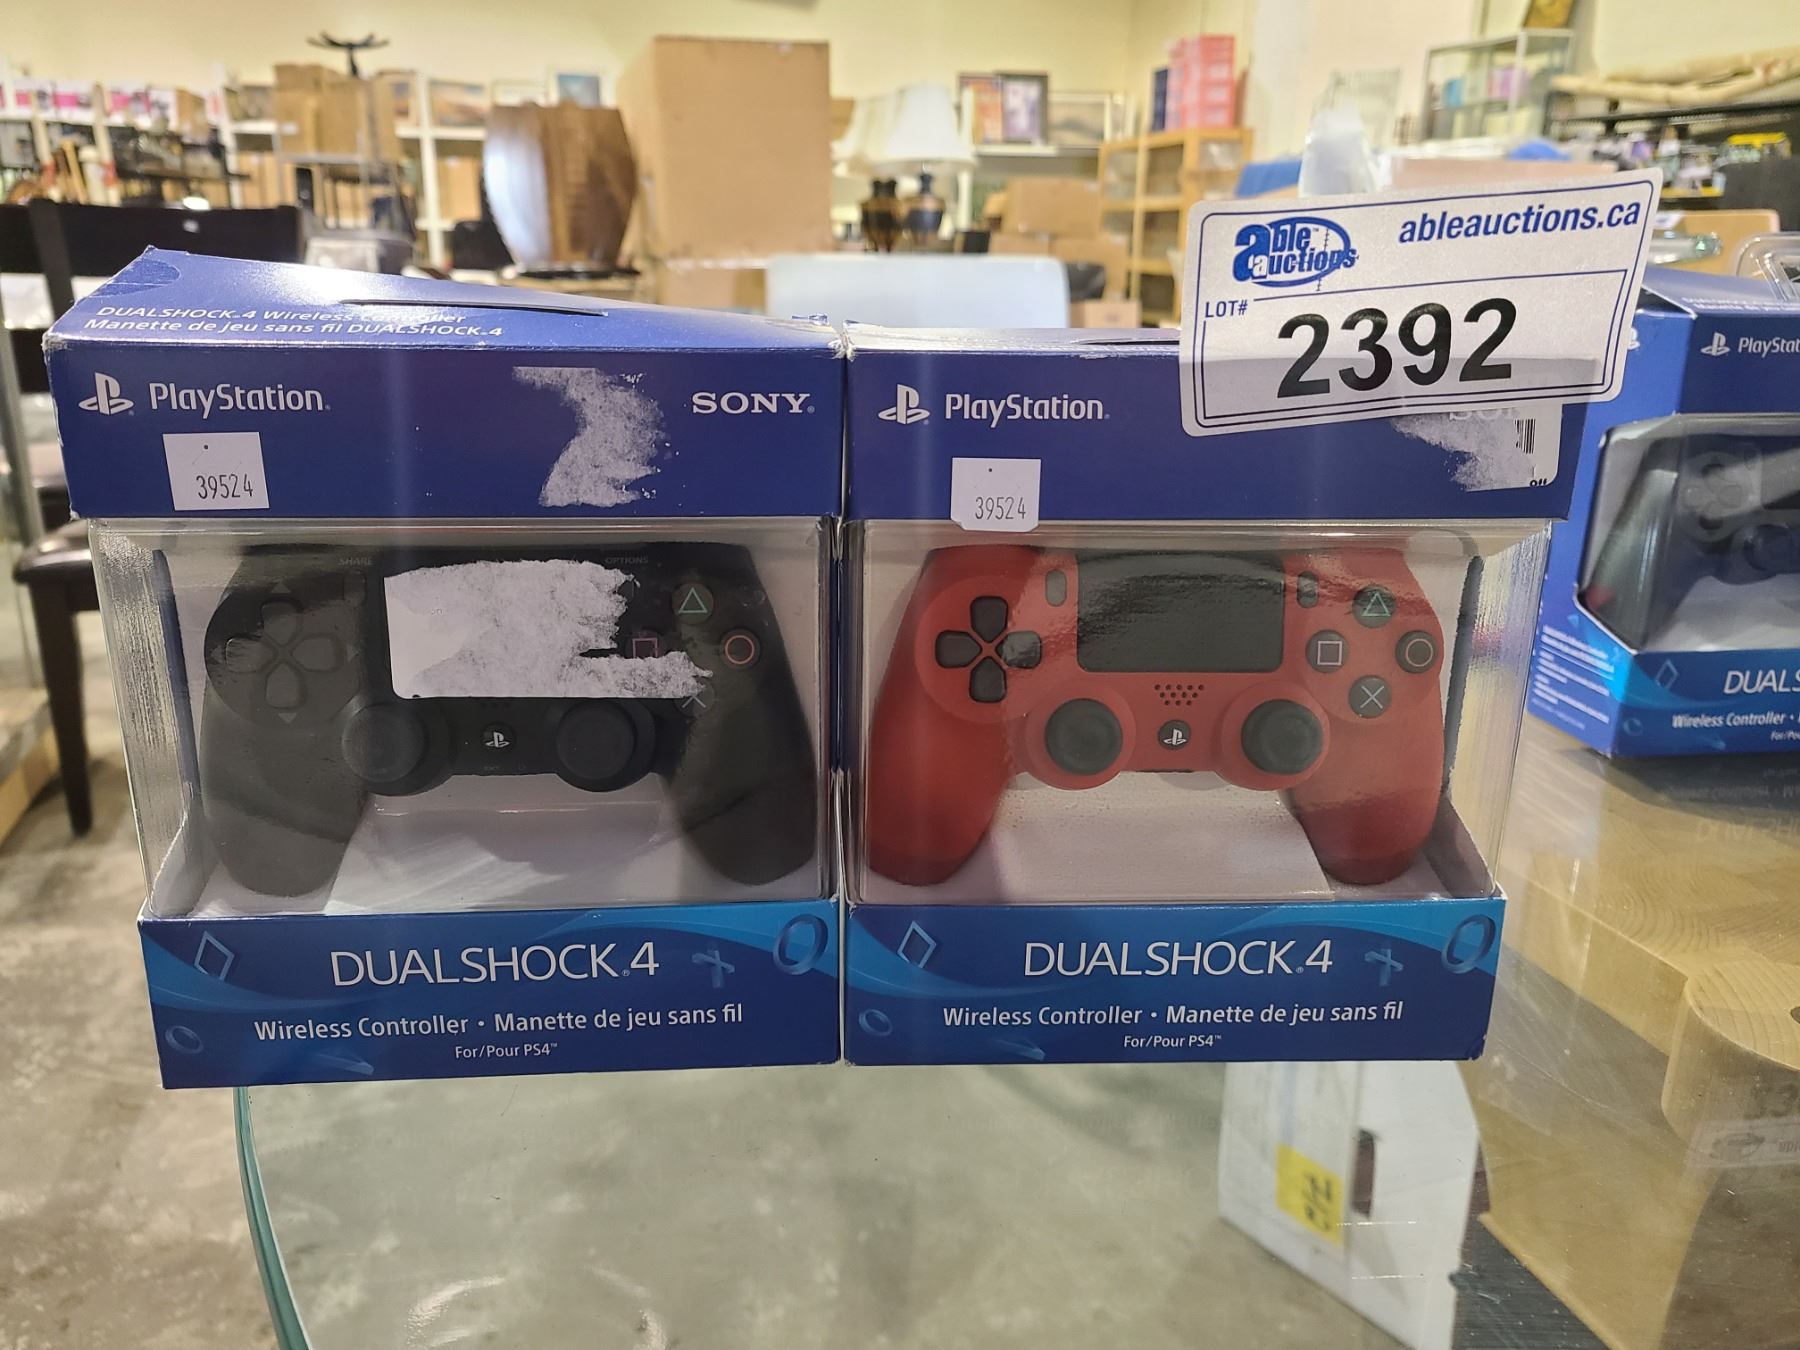 able auctions
ableauctions.ca
LOT#
2392
DUALSHOCK.4 Wireless Controller
Manette de jeu sans fil DUALSHOCK.4
PlayStation
SONY
39524
SHARE
OPTIONS
DUALSHOCK.4
Wireless Controller • Manette de jeu sans fil
For/Pour PS4™
PlayStation
39524
DUALSHOCK.4
Wireless Controller • Manette de jeu sans fil
For/Pour PS4™
PlayStat
DUALS
Wireless Controller •